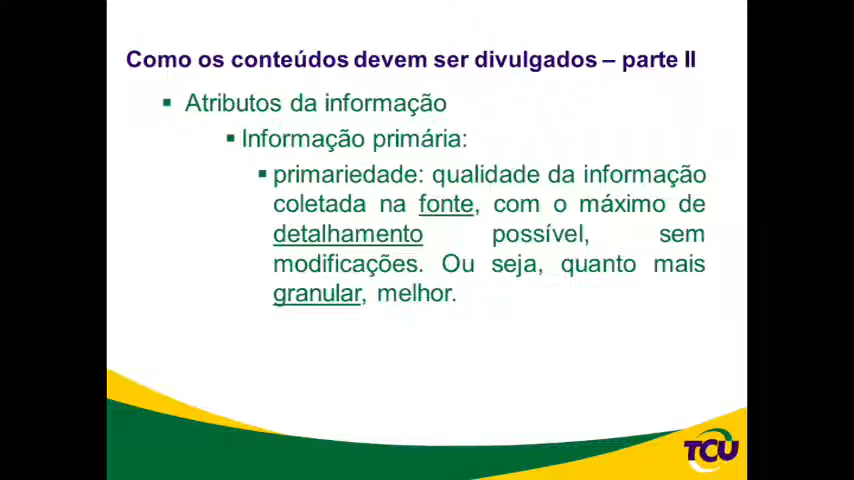 Como os conteúdos devem ser divulgados – parte II
Atributos da informação
Informação primária:
primariedade: qualidade da informação
coletada na fonte, com o máximo de
detalhamento possível, sem
modificações. Ou seja, quanto mais
granular, melhor.
TCU